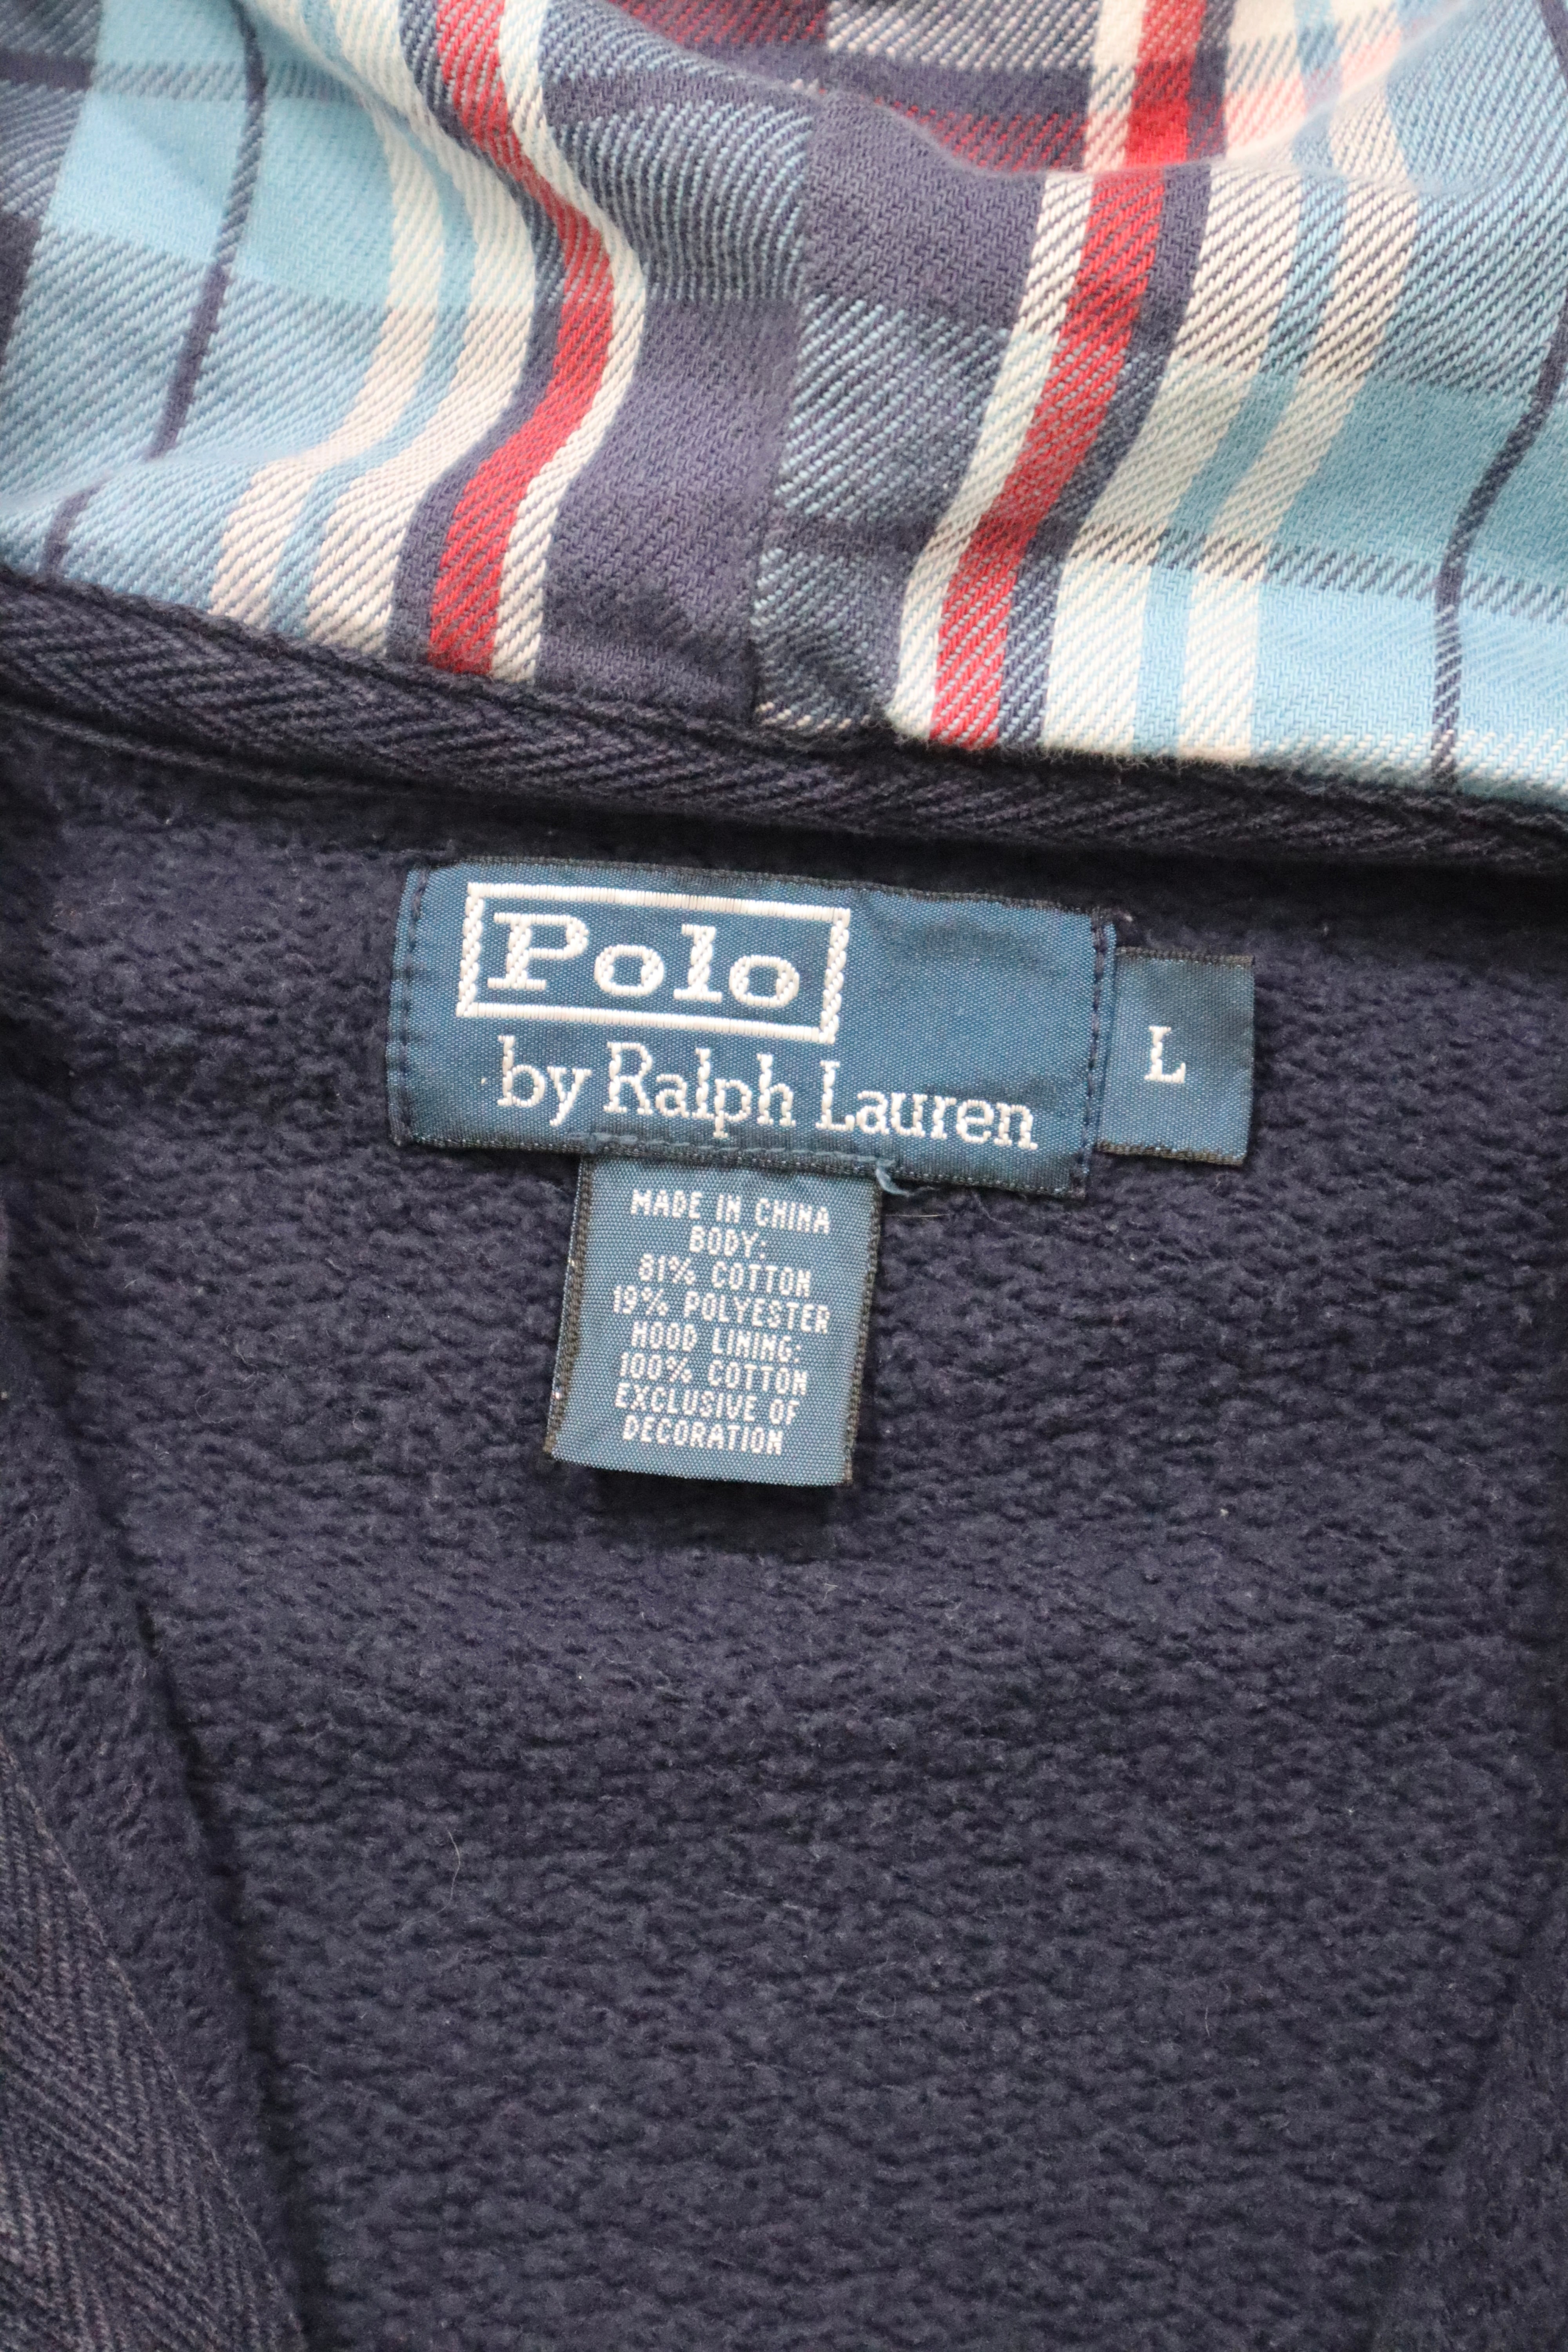 Polo
by Ralph Lauren
L
MADE IN CHINA
BODY:
81% COTTON
19% POLYESTER
HOOD LINING:
100% COTTON
EXCLUSIVE OF
DECORATION